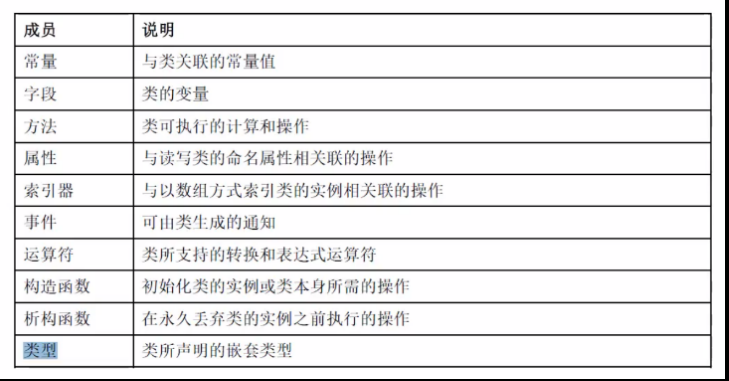 成员 说明
常量 与类关联的常量值
字段 类的变量
方法 类可执行的计算和操作
属性 与读写类的命名属性相关联的操作
索引器 与以数组方式索引类的实例相关联的操作
事件 可由类生成的通知
运算符 类所支持的转换和表达式运算符
构造函数 初始化类的实例或类本身所需的操作
析构函数 在永久丢弃类的实例之前执行的操作
类型 类所声明的嵌套类型